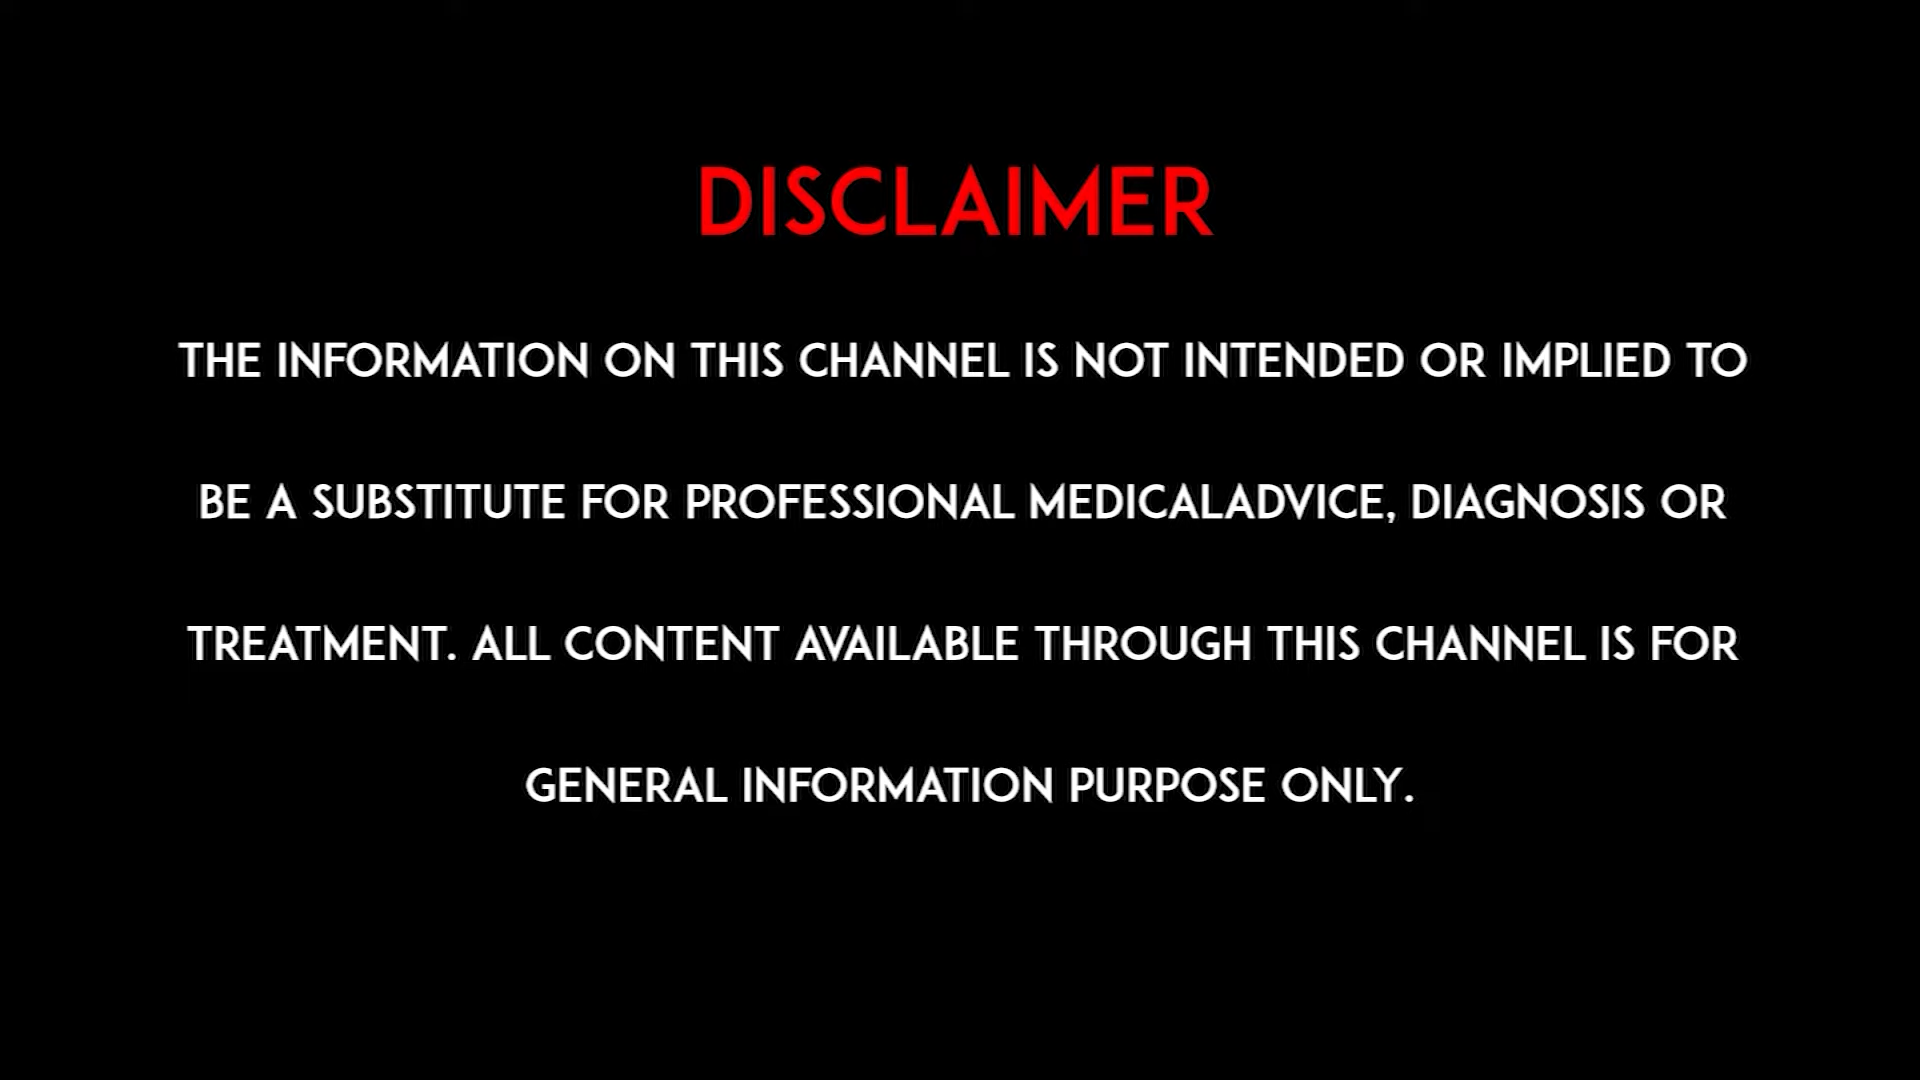 DISCLAIMER
THE INFORMATION ON THIS CHANNEL IS NOT INTENDED OR IMPLIED TO
BE A SUBSTITUTE FOR PROFESSIONAL MEDICALADVICE, DIAGNOSIS OR
TREATMENT. ALL CONTENT AVAILABLE THROUGH THIS CHANNEL IS FOR
GENERAL INFORMATION PURPOSE ONLY.